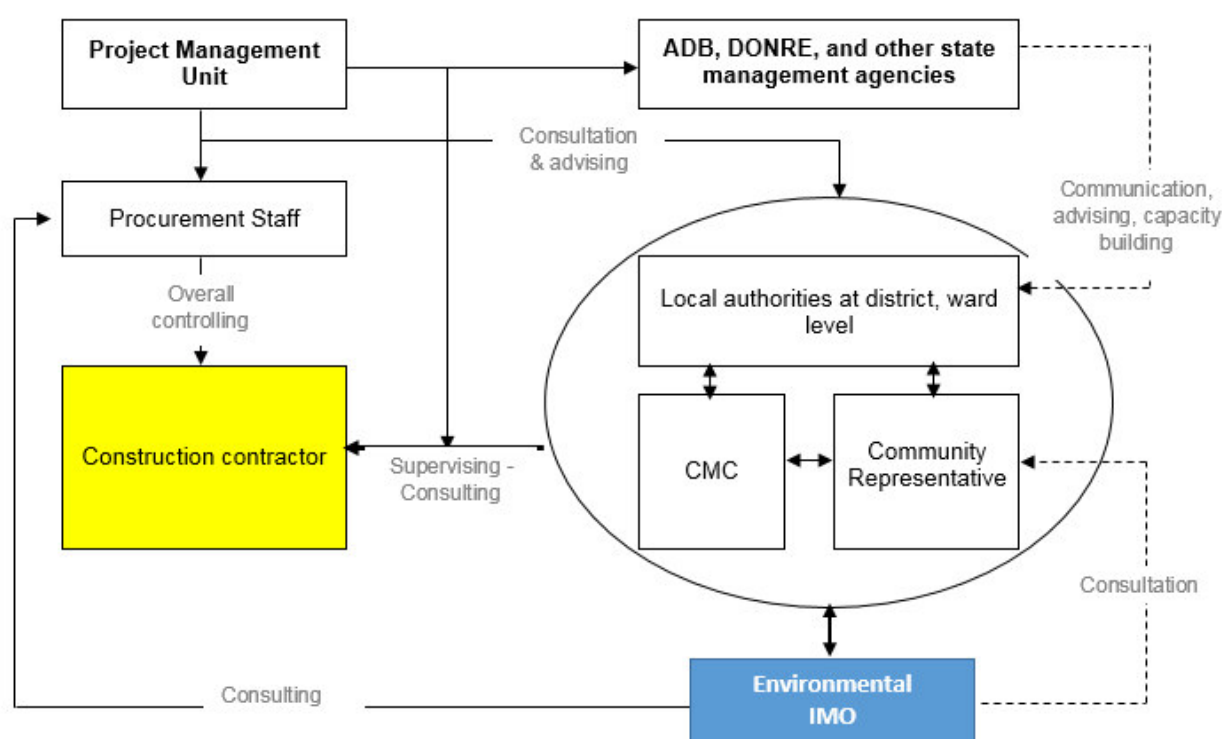 Project Management
Unit
ADB, DONRE, and other state
management agencies
Consultation
& advising
Communication,
advising, capacity
building
Procurement Staff
Overall
controlling
Local authorities at district, ward
level
Construction contractor
Supervising -
Consulting
CMC
Community
Representative
Consultation
Environmental
IMO
Consulting